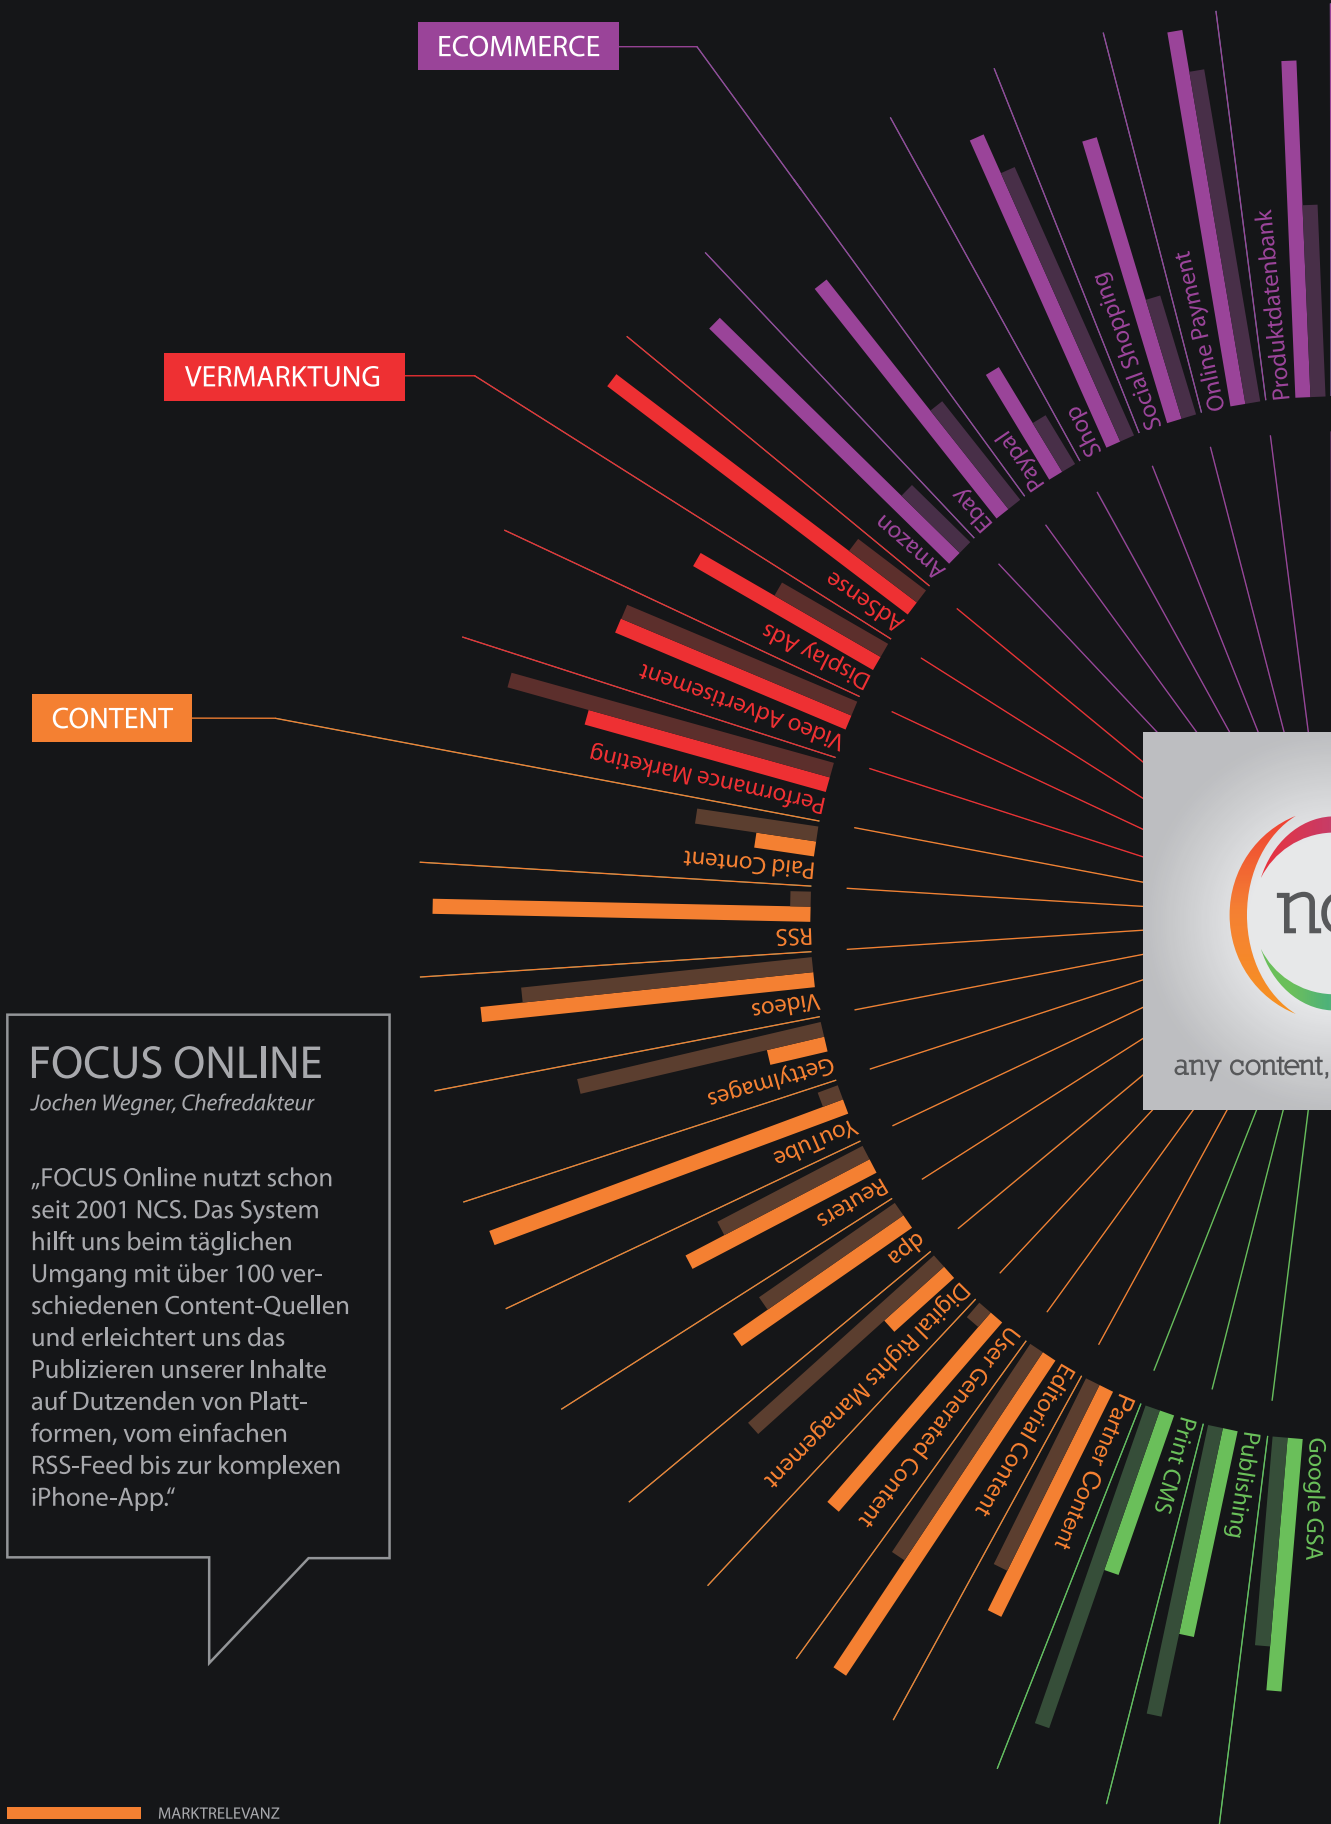 ECOMMERCE
Produktdatenbank
Online Payment
Social Shopping
Shop
Paypal
Ebay
Amazon
VERMARKTUNG
AdSense
Display Ads
Video Advertisement
Performance Marketing
CONTENT
Paid Content
RSS
Videos
GettyImages
YouTube
Reuters
dpa
Digital Rights Management
User Generated Content
Editorial Content
Partner Content
Print CMS
Publishing
Google GSA
any content,
FOCUS ONLINE
Jochen Wegner, Chefredakteur
„FOCUS Online nutzt schon
seit 2001 NCS. Das System
hilft uns beim täglichen
Umgang mit über 100 ver-
schiedenen Content-Quellen
und erleichtert uns das
Publizieren unserer Inhalte
auf Dutzenden von Platt-
formen, vom einfachen
RSS-Feed bis zur komplexen
iPhone-App.“
MARKTRELEVANZ